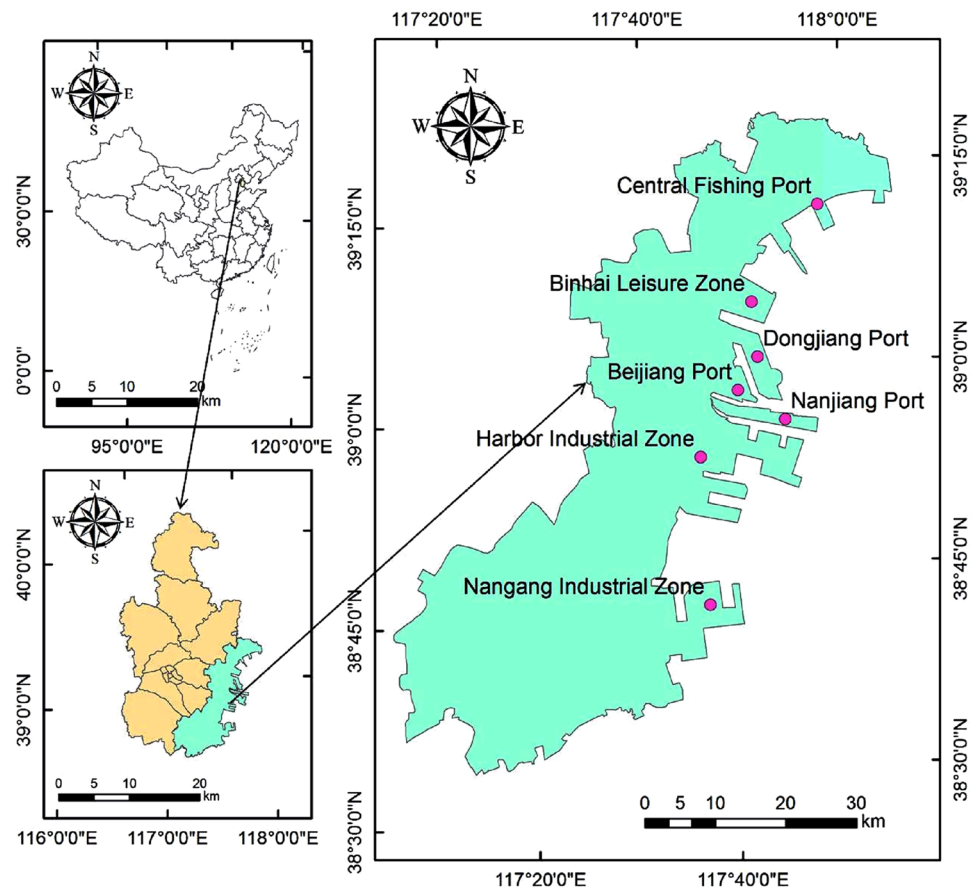 117°20'0"E 117°40'0"E 118°0'0"E
N
W E
S
30°0'0"N
0°0'0"
0 5 10 20
km
95°0'0"E 120°0'0"E
N
W E
S
40°0'0"N
39°0'0"N
0 5 10 20
km
116°0'0"E 117°0'0"E 118°0'0"E
N
W E
S
39°15'0"N
39°0'0"N
38°45'0"N
38°30'0"N
Central Fishing Port
Binhai Leisure Zone
Dongjiang Port
Beijiang Port
Nanjiang Port
Harbor Industrial Zone
Nangang Industrial Zone
0 5 10 20 30
km
39°15'0"N
39°0'0"N
38°45'0"N
38°30'0"N
117°20'0"E 117°40'0"E